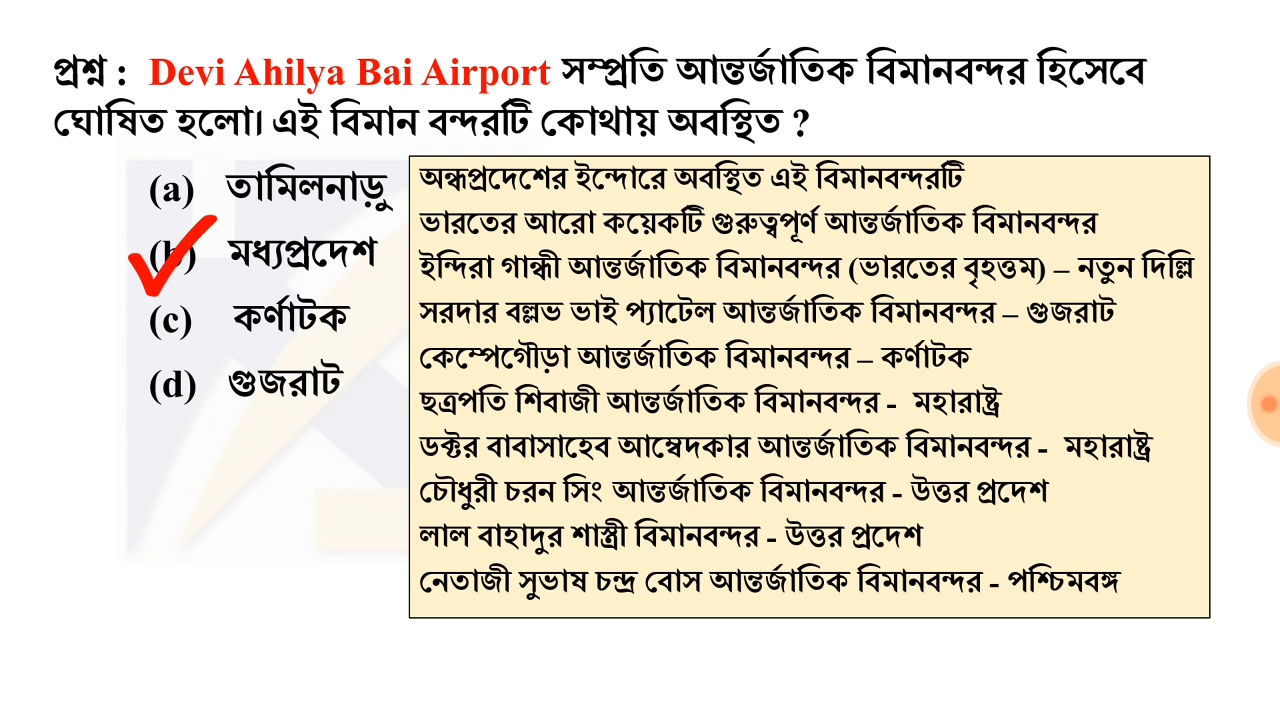 প্রশ্ন : Devi Ahilya Bai Airport সম্প্রতি আন্তর্জাতিক বিমানবন্দর হিসেবে
ঘোষিত হলো। এই বিমান বন্দরটি কোথায় অবস্থিত ?
(a) তামিলনাড়ু
(b) মধ্যপ্রদেশ
(c) কর্ণাটক
(d) গুজরাট
অন্ধপ্রদেশের ইন্দোরে অবস্থিত এই বিমানবন্দরটি
ভারতের আরো কয়েকটি গুরুত্বপূর্ণ আন্তর্জাতিক বিমানবন্দর
ইন্দিরা গান্ধী আন্তর্জাতিক বিমানবন্দর (ভারতের বৃহত্তম) – নতুন দিল্লি
সরদার বল্লভ ভাই প্যাটেল আন্তর্জাতিক বিমানবন্দর – গুজরাট
কেম্পেগৌড়া আন্তর্জাতিক বিমানবন্দর – কর্ণাটক
ছত্রপতি শিবাজী আন্তর্জাতিক বিমানবন্দর - মহারাষ্ট্র
ডক্টর বাবাসাহেব আম্বেদকার আন্তর্জাতিক বিমানবন্দর - মহারাষ্ট্র
চৌধুরী চরন সিং আন্তর্জাতিক বিমানবন্দর - উত্তর প্রদেশ
লাল বাহাদুর শাস্ত্রী বিমানবন্দর - উত্তর প্রদেশ
নেতাজী সুভাষ চন্দ্র বোস আন্তর্জাতিক বিমানবন্দর - পশ্চিমবঙ্গ